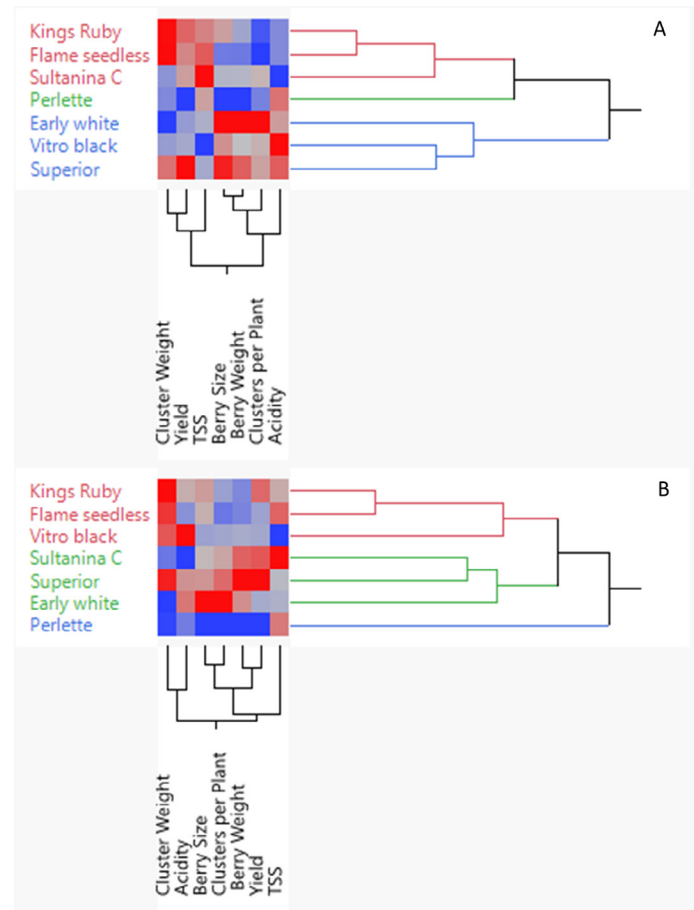 A
Kings Ruby
Flame seedless
Sultanina C
Perlette
Early white
Vitro black
Superior
Cluster Weight
Yield
TSS
Berry Size
Berry Weight
Clusters per Plant
Acidity
B
Kings Ruby
Flame seedless
Vitro black
Sultanina C
Superior
Early white
Perlette
Cluster Weight
Acidity
Berry Size
Clusters per Plant
Berry Weight
Yield
TSS